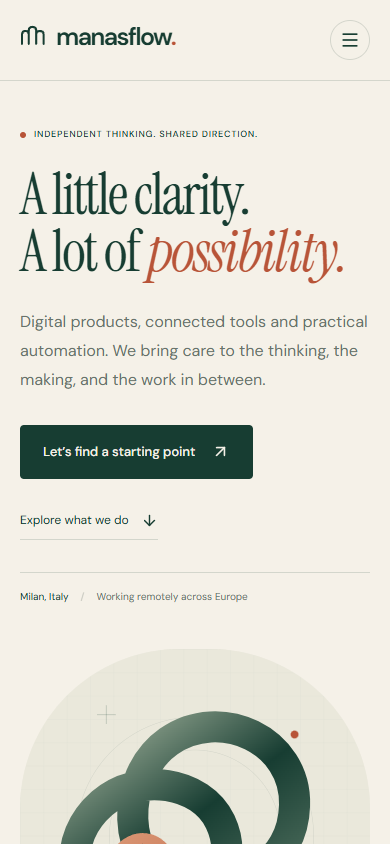 manasflow.
INDEPENDENT THINKING. SHARED DIRECTION.
A little clarity.
A lot of possibility.
Digital products, connected tools and practical
automation. We bring care to the thinking, the
making, and the work in between.
Let’s find a starting point
Explore what we do
Milan, Italy / Working remotely across Europe